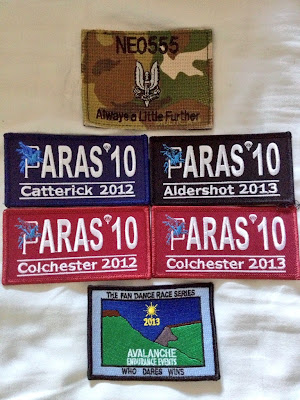 NEO555
Always a Little Further
PARAS'10
Catterick 2012
PARAS'10
Aldershot 2013
PARAS'10
Colchester 2012
PARAS'10
Colchester 2013
THE FAN DANCE RACE SERIES
2013
AVALANCHE
ENDURANCE EVENTS
WHO DARES WINS